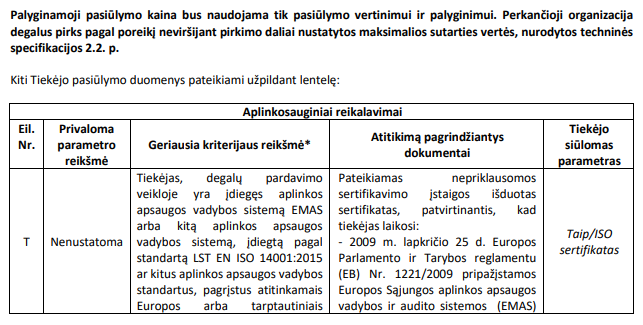 Palyginamoji pasiūlymo kaina bus naudojama tik pasiūlymo vertinimui ir palyginimui. Perkančioji organizacija
degalus pirks pagal poreikį neviršijant pirkimo daliai nustatytos maksimalios sutarties vertės, nurodytos techninės
specifikacijos 2.2. p.
Kiti Tiekėjo pasiūlymo duomenys pateikiami užpildant lentelę:
Aplinkosauginiai reikalavimai
Eil.
Nr.
Privaloma
parametro
reikšmė
Geriausia kriterijaus reikšmė*
Atitikimą pagrindžiantys
dokumentai
Tiekėjo
siūlomas
parametras
T
Nenustatoma
Tiekėjas, degalų pardavimo
veikloje yra įdiegęs aplinkos
apsaugos vadybos sistemą EMAS
arba kitą aplinkos apsaugos
vadybos sistemą, įdiegtą pagal
standartą LST EN ISO 14001:2015
ar kitus aplinkos apsaugos vadybos
standartus, pagrįstus atitinkamais
Europos arba tarptautiniais
Pateikiamas nepriklausomos
sertifikavimo įstaigos išduotas
sertifikatas, patvirtinantis, kad
tiekėjas laikosi:
- 2009 m. lapkričio 25 d. Europos
Parlamento ir Tarybos reglamentu
(EB) Nr. 1221/2009 pripažįstamos
Europos Sąjungos aplinkos apsaugos
vadybos ir audito sistemos (EMAS)
Taip/ISO
sertifikatas